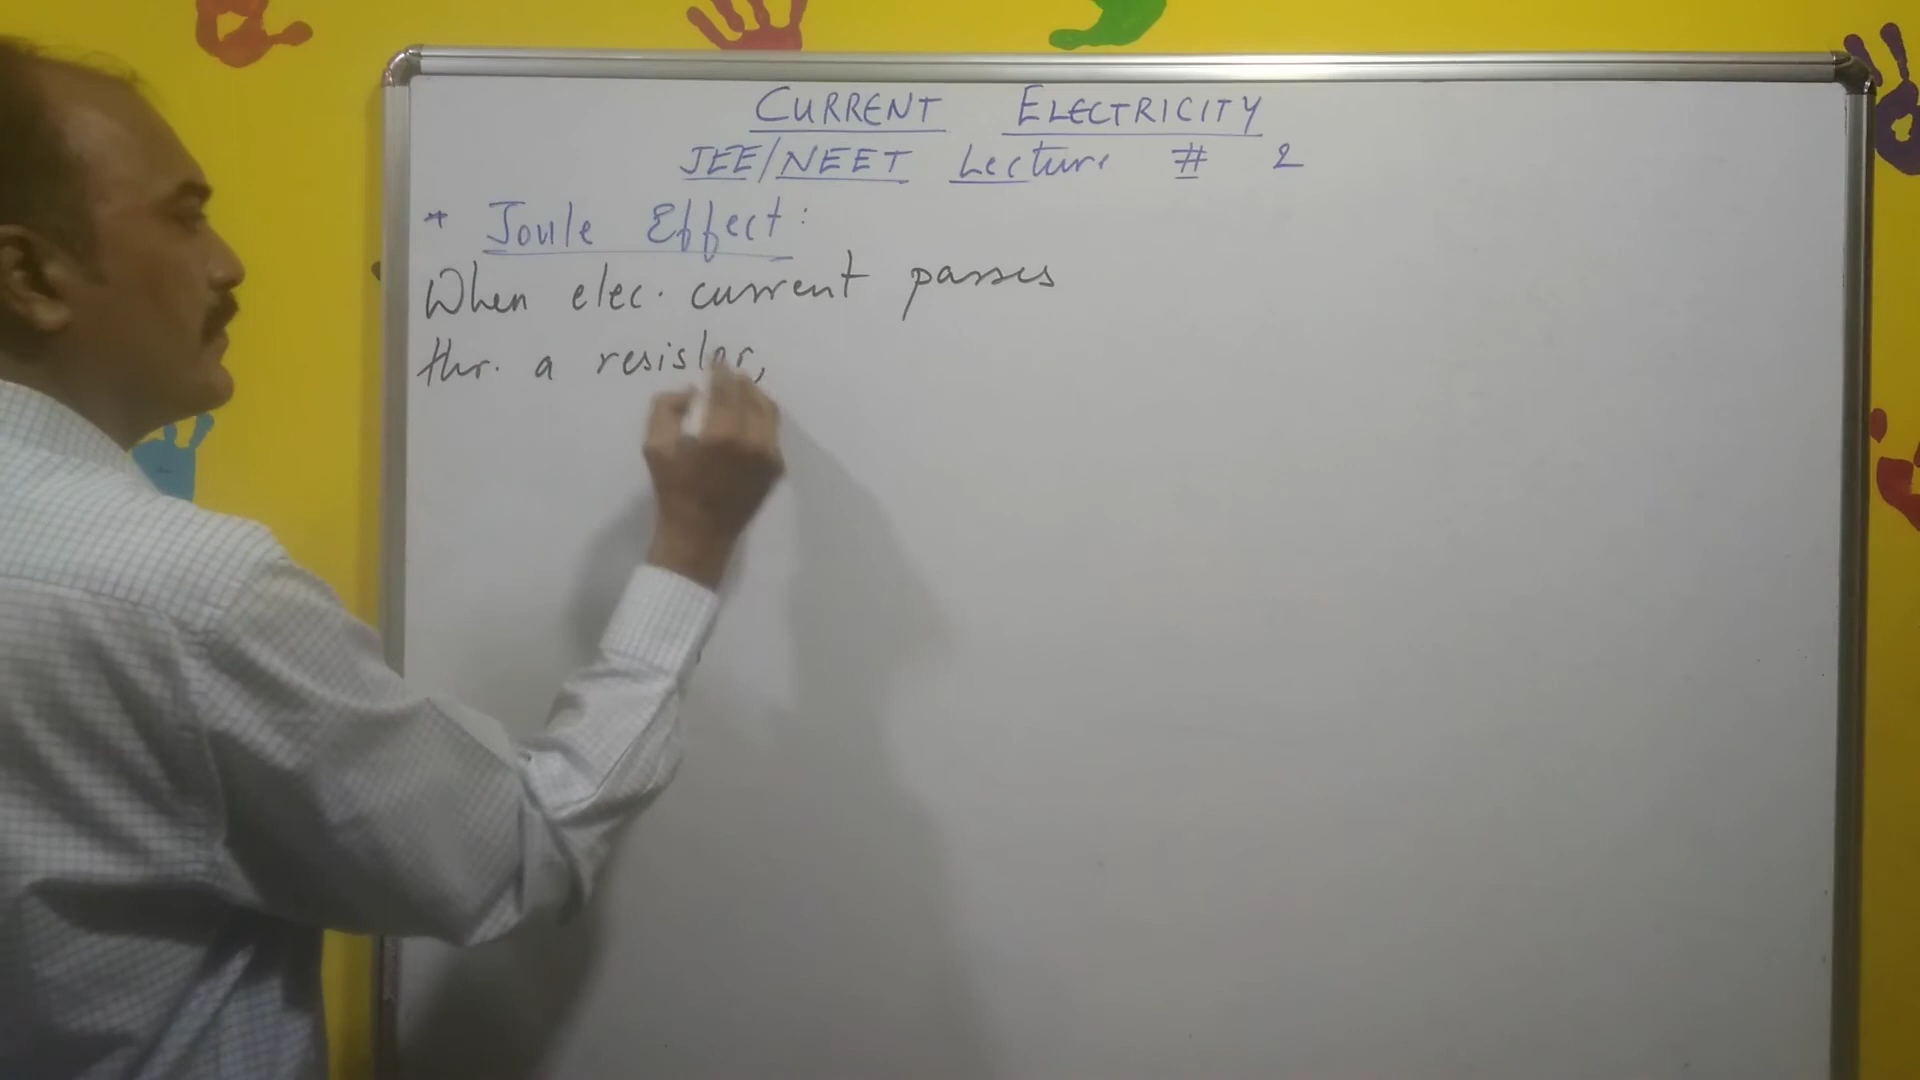 CURRENT ELECTRICITY
JEE/NEET Lecture # 2
* Joule Effect:
When elec. current passes
thr. a resistor,